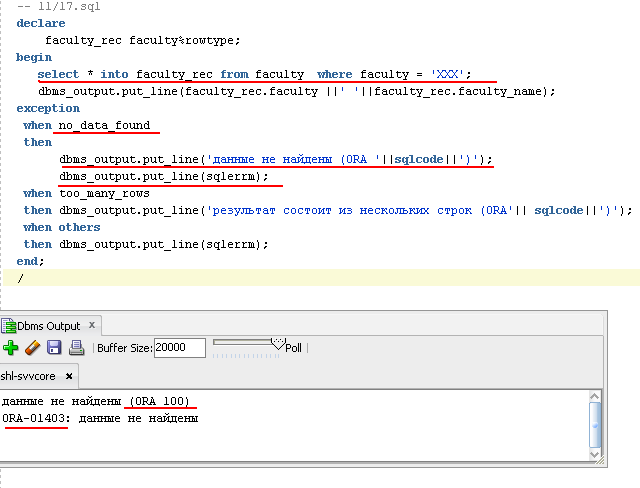 -- 11/17.sql
declare
faculty_rec faculty%rowtype;
begin
select * into faculty_rec from faculty  where faculty = 'XXX';
dbms_output.put_line(faculty_rec.faculty ||' '||faculty_rec.faculty_name);
exception
when no_data_found
then
dbms_output.put_line('данные не найдены (ORA '||sqlcode||')');
dbms_output.put_line(sqlerrm);
when too_many_rows
then dbms_output.put_line('результат состоит из нескольких строк (ORA'|| sqlcode||')');
when others
then dbms_output.put_line(sqlerrm);
end;
/
Dbms Output x
Buffer Size: 20000 Poll
shl-svvcore x
данные не найдены (ORA 100)
ORA-01403: данные не найдены